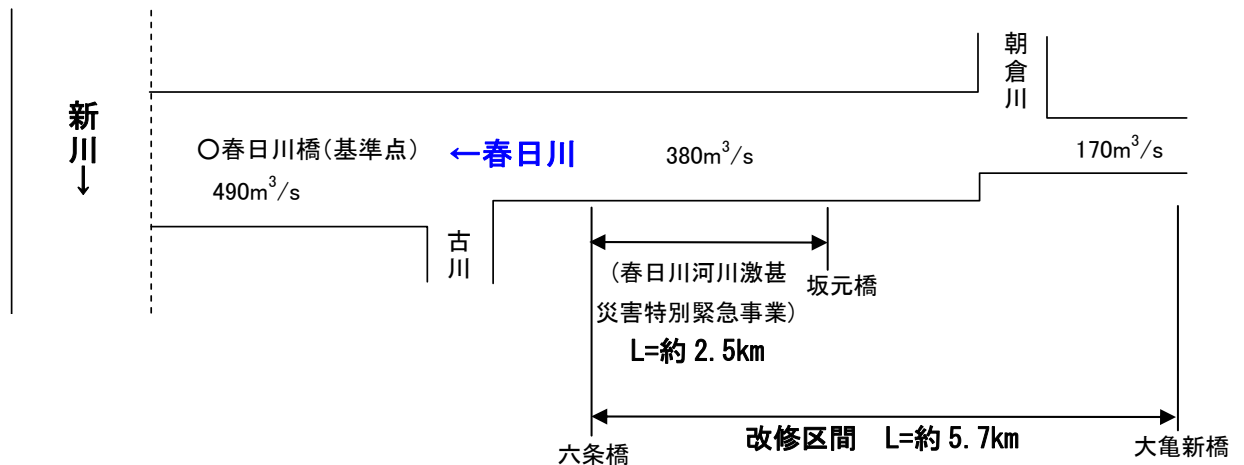 新川↓
○春日川橋(基準点)
490m³/s
←春日川
380m³/s
朝倉川
170m³/s
古川
(春日川河川激甚
災害特別緊急事業)
L=約 2.5km
坂元橋
六条橋
改修区間 L=約 5.7km
大亀新橋